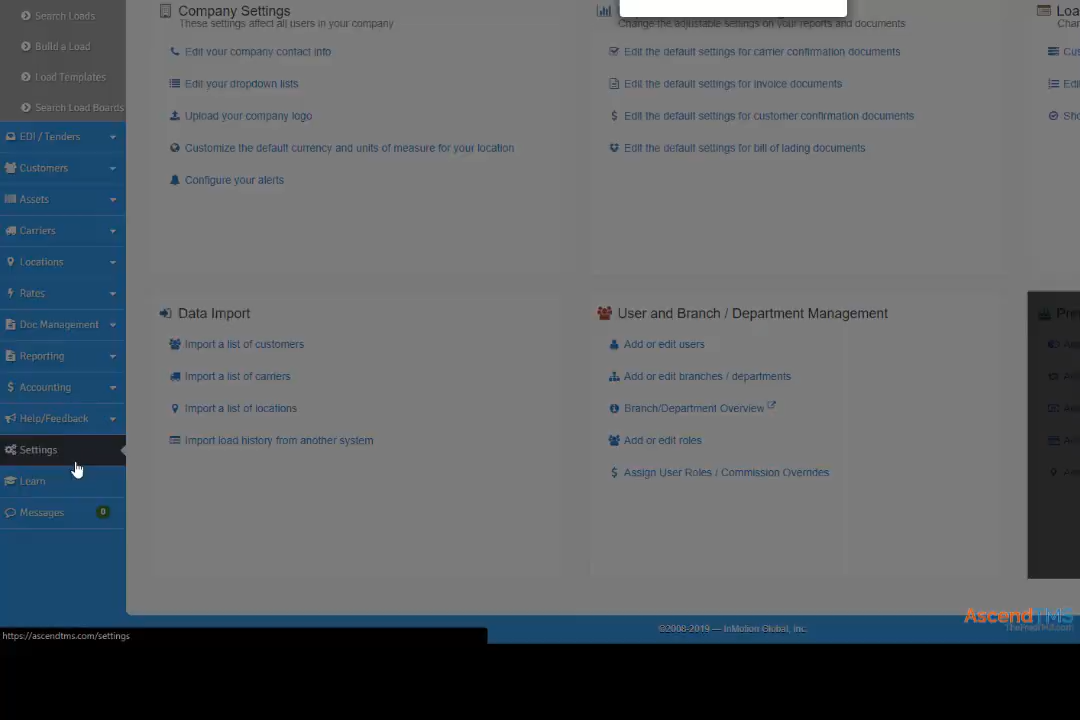 Search Loads
Build a Load
Load Templates
Search Load Boards
EDI / Tenders
Customers
Assets
Carriers
Locations
Rates
Doc Management
Reporting
Accounting
Help/Feedback
Settings
Learn
Messages 0
Company Settings
These settings affect all users in your company
Edit your company contact info
Edit your dropdown lists
Upload your company logo
Customize the default currency and units of measure for your location
Configure your alerts
Change the adjustable settings on your reports and documents
Edit the default settings for carrier confirmation documents
Edit the default settings for invoice documents
Edit the default settings for customer confirmation documents
Edit the default settings for bill of lading documents
Loa
Data Import
Import a list of customers
Import a list of carriers
Import a list of locations
Import load history from another system
User and Branch / Department Management
Add or edit users
Add or edit branches / departments
Branch/Department Overview
Add or edit roles
Assign User Roles / Commission Overrides
Pre
https://ascendtms.com/settings
©2008-2019 — InMotion Global, Inc.
AscendTMS
TheFreeTMS.com